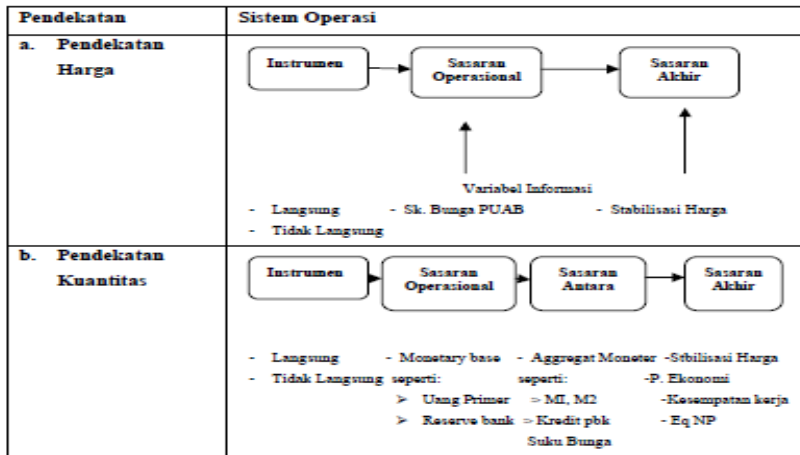 Pendekatan Sistem Operasi
a. Pendekatan
Harga
Instrumen Sasaran Sasaran
Operasional Akhir
Variabel Informasi
- Langsung - Sk. Bunga PUAB - Stabilisasi Harga
- Tidak Langsung
b. Pendekatan
Kuantitas
Instrumen Sasaran Sasaran Sasaran
Operasional Antara Akhir
- Langsung - Monetary base - Aggregat Moneter -Stbilisasi Harga
- Tidak Langsung seperti: seperti: -P. Ekonomi
➢ Uang Primer > M1, M2 -Kesempatan kerja
➢ Reserve bank > Kredit pbk - Eq NP
Suku Bunga